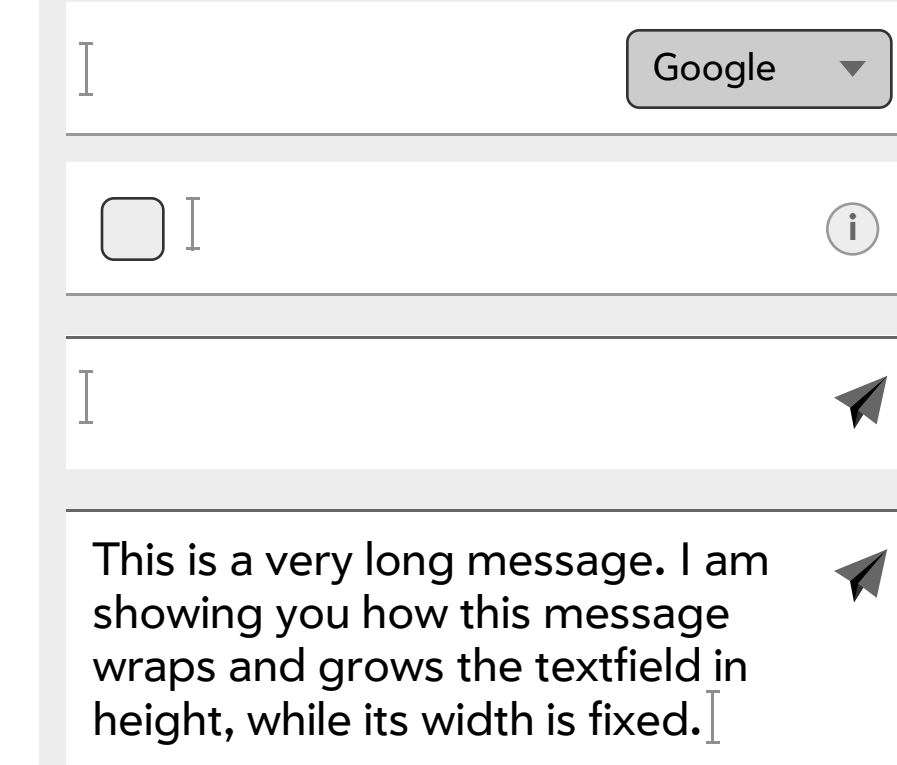 Google
i
This is a very long message. I am
showing you how this message
wraps and grows the textfield in
height, while its width is fixed.